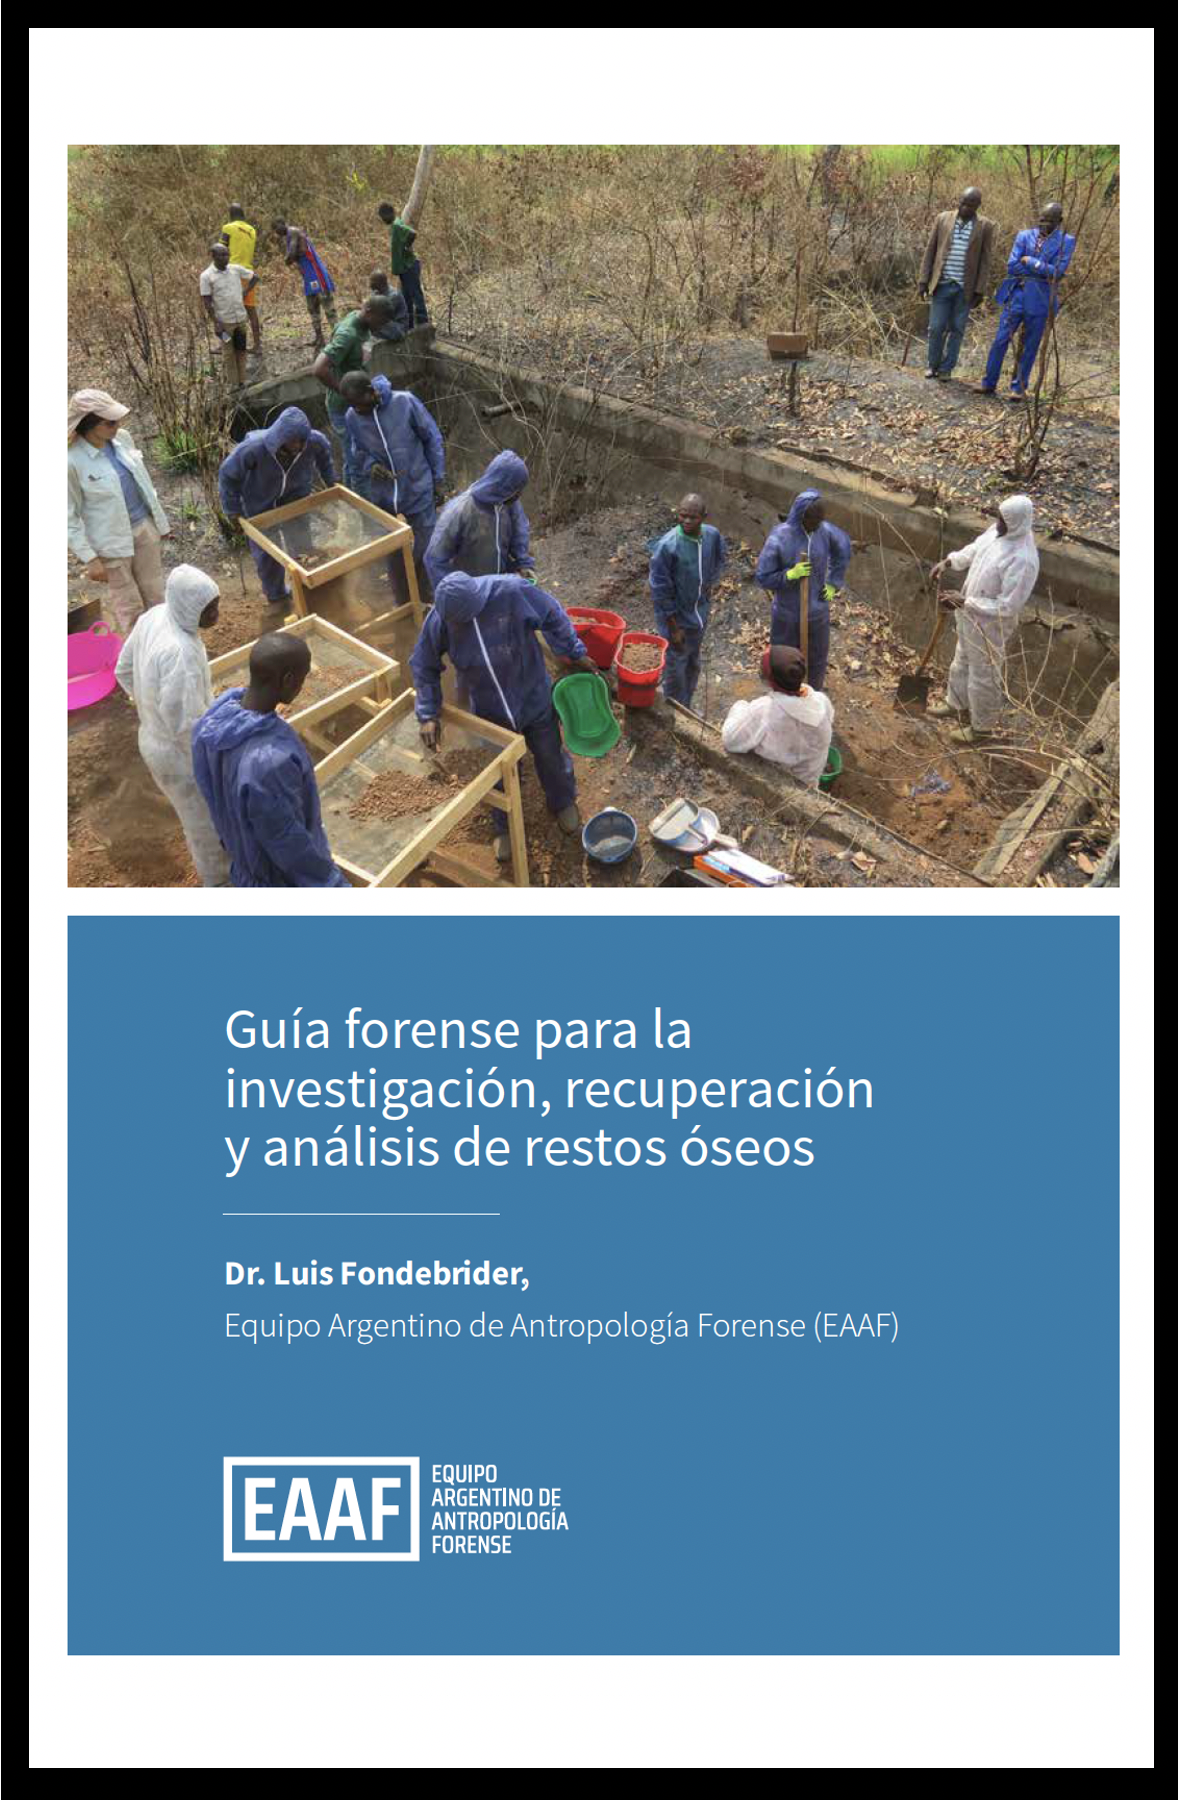 Guía forense para la
investigación, recuperación
y análisis de restos óseos
Dr. Luis Fondebrider,
Equipo Argentino de Antropología Forense (EAAF)
EAAF
EQUIPO
ARGENTINO DE
ANTROPOLOGÍA
FORENSE